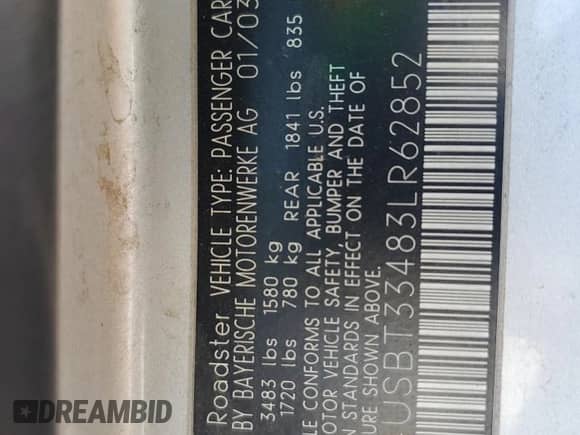 Roadster VEHICLE TYPE: PASSENGER CAR
BY BAYERISCHE MOTORENWERKE AG 01/03
3483 lbs 1580 kg
1720 lbs 780 kg REAR 1841 lbs 835
LE CONFORMS TO ALL APPLICABLE U.S.
MOTOR VEHICLE SAFETY, BUMPER AND THEFT
STANDARDS IN EFFECT ON THE DATE OF
URE SHOWN ABOVE.
USBT33483LR62852
DREAMBID